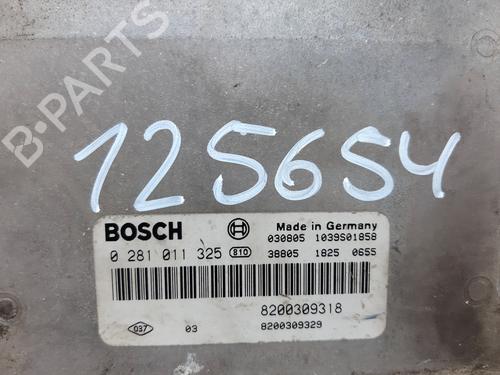 B-PARTS
125654
BOSCH Made in Germany
030805 1039S01858
0 281 011 325 810 38805 1825 0655
8200309318
037 03 8200309329